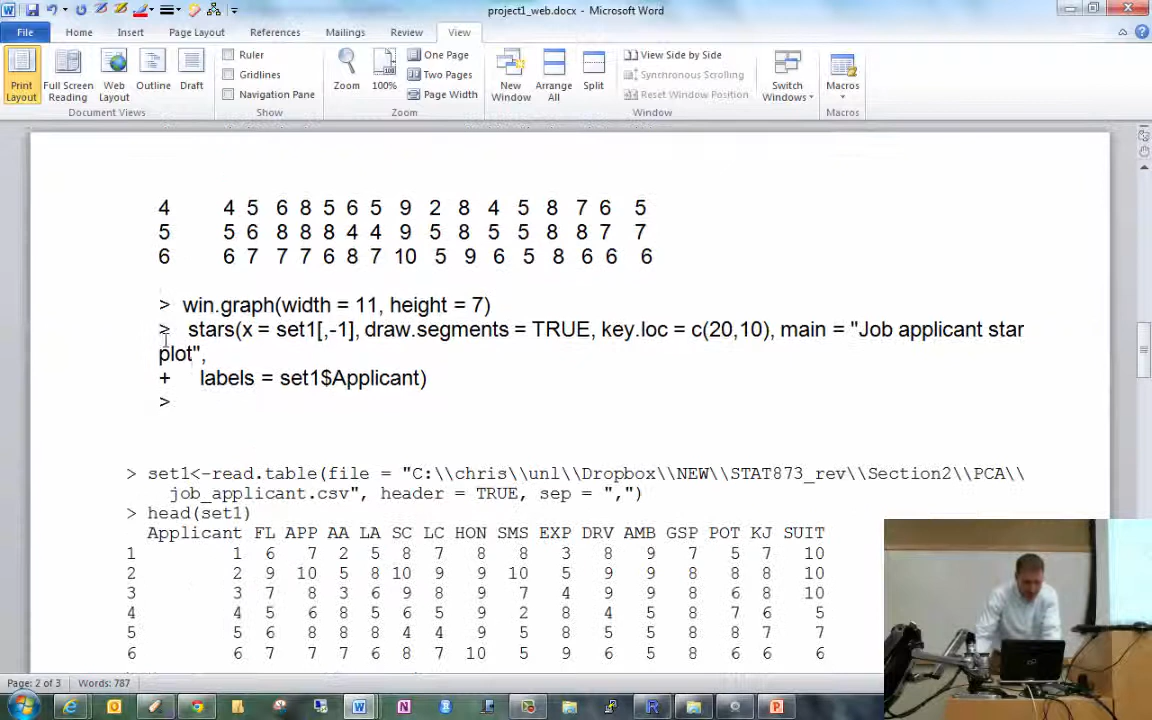 project1_web.docx - Microsoft Word
File Home Insert Page Layout References Mailings Review View
Print Layout Full Screen Reading Web Layout Outline Draft
Document Views
Ruler
Gridlines
Navigation Pane
Show
Zoom 100%
One Page
Two Pages
Page Width
Zoom
New Window Arrange All Split
View Side by Side
Synchronous Scrolling
Reset Window Position
Switch Windows
Window
Macros
Macros
4 4 5 6 8 5 6 5 9 2 8 4 5 8 7 6 5
5 5 6 8 8 8 4 4 9 5 8 5 5 8 8 7 7
6 6 7 7 7 6 8 7 10 5 9 6 5 8 6 6 6
> win.graph(width = 11, height = 7)
> stars(x = set1[,-1], draw.segments = TRUE, key.loc = c(20,10), main = "Job applicant star
plot",
+ labels = set1$Applicant)
>
> set1<-read.table(file = "C:\\chris\\unl\\Dropbox\\NEW\\STAT873_rev\\Section2\\PCA\\
job_applicant.csv", header = TRUE, sep = ",")
> head(set1)
Applicant FL APP AA LA SC LC HON SMS EXP DRV AMB GSP POT KJ SUIT
1 1 6 7 2 5 8 7 8 8 3 8 9 7 5 7 10
2 2 9 10 5 8 10 9 9 10 5 9 9 8 8 8 10
3 3 7 8 3 6 9 8 9 7 4 9 9 8 6 8 10
4 4 5 6 8 5 6 5 9 2 8 4 5 8 7 6 5
5 5 6 8 8 8 4 4 9 5 8 5 5 8 8 7 7
6 6 7 7 7 6 8 7 10 5 9 6 5 8 6 6 6
Page: 2 of 3 Words: 787